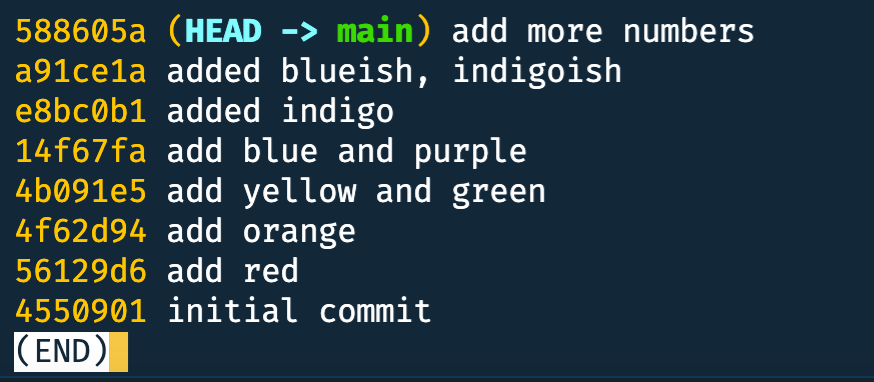 588605a (HEAD -> main) add more numbers
a91ce1a added blueish, indigoish
e8bc0b1 added indigo
14f67fa add blue and purple
4b091e5 add yellow and green
4f62d94 add orange
56129d6 add red
4550901 initial commit
(END)